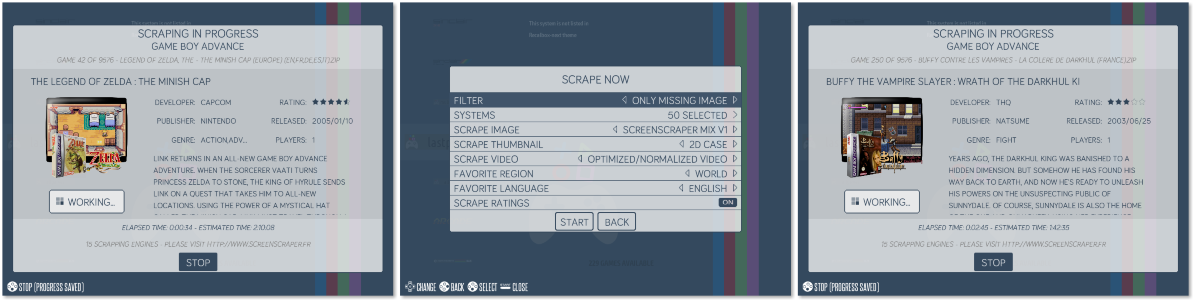 SCRAPING IN PROGRESS
GAME BOY ADVANCE
GAME 42 OF 9676 - LEGEND OF ZELDA, THE - THE MINISH CAP (EUROPE) (EN,FR,DE,ES,IT).ZIP
THE LEGEND OF ZELDA : THE MINISH CAP
DEVELOPER: CAPCOM RATING:
PUBLISHER: NINTENDO RELEASED: 2005/01/10
GENRE: ACTION,ADV... PLAYERS: 1
LINK RETURNS IN AN ALL-NEW GAME BOY ADVANCE
ADVENTURE. WHEN THE SORCERER VAATI TURNS
PRINCESS ZELDA TO STONE, THE KING OF HYRULE SENDS
LINK ON A QUEST THAT TAKES HIM TO ALL-NEW
LOCATIONS. USING THE POWER OF A MYSTICAL HAT
WORKING...
ELAPSED TIME: 0:00:34 - ESTIMATED TIME: 2:10:08
15 SCRAPPING ENGINES - PLEASE VISIT HTTP://WWW.SCREENSCRAPER.FR
STOP
STOP (PROGRESS SAVED)
This system is not listed in
SCRAPE NOW
FILTER ONLY MISSING IMAGE
SYSTEMS 50 SELECTED
SCRAPE IMAGE SCREENSCRAPER MIX V1
SCRAPE THUMBNAIL 2D CASE
SCRAPE VIDEO OPTIMIZED/NORMALIZED VIDEO
FAVORITE REGION WORLD
FAVORITE LANGUAGE ENGLISH
SCRAPE RATINGS ON
START BACK
CHANGE BACK SELECT CLOSE
SCRAPING IN PROGRESS
GAME BOY ADVANCE
GAME 260 OF 9676 - BUFFY CONTRE LES VAMPIRES - LA COLERE DE DARKHUL (FRANCE).ZIP
BUFFY THE VAMPIRE SLAYER : WRATH OF THE DARKHUL KI
DEVELOPER: THQ RATING:
PUBLISHER: NATSUME RELEASED: 2003/06/25
GENRE: FIGHT PLAYERS: 1
YEARS AGO, THE DARKHUL KING WAS BANISHED TO A
HIDDEN DIMENSION. BUT SOMEHOW HE HAS FOUND HIS
WAY BACK TO EARTH, AND NOW HE'S READY TO UNLEASH
HIS POWERS ON THE UNSUSPECTING PUBLIC OF
SUNNYDALE. OF COURSE, SUNNYDALE IS ALSO THE HOME
WORKING...
ELAPSED TIME: 0:02:45 - ESTIMATED TIME: 1:42:35
15 SCRAPPING ENGINES - PLEASE VISIT HTTP://WWW.SCREENSCRAPER.FR
STOP
STOP (PROGRESS SAVED)